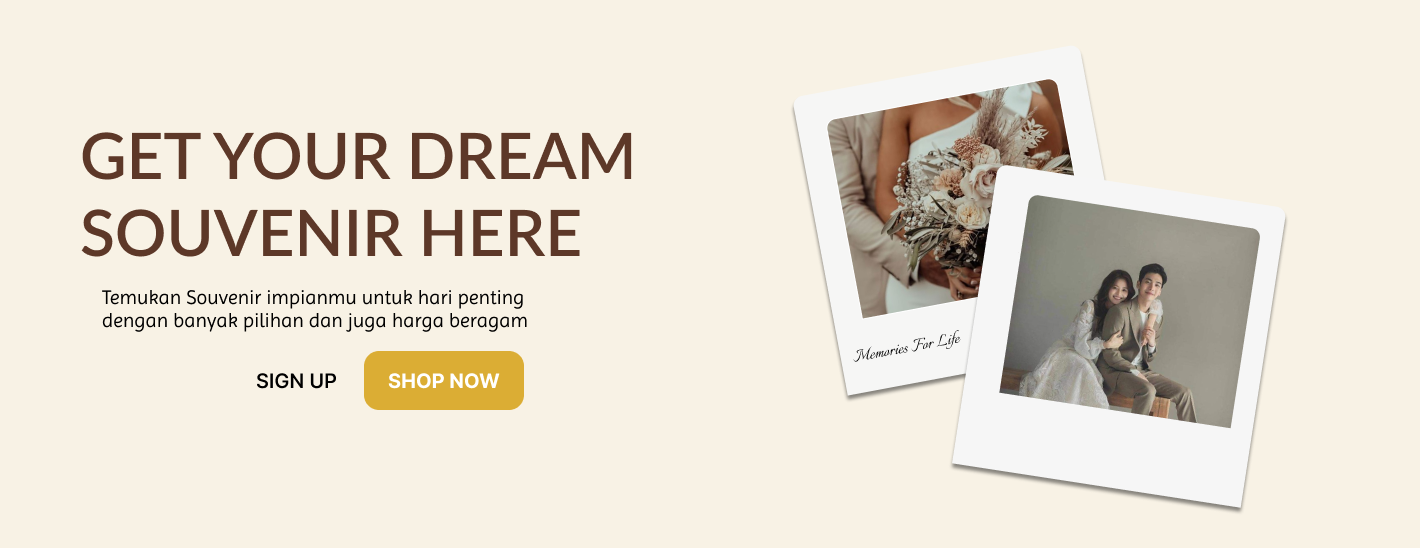 GET YOUR DREAM
SOUVENIR HERE
Temukan Souvenir impianmu untuk hari penting
dengan banyak pilihan dan juga harga beragam
SIGN UP
SHOP NOW
Memories For Life